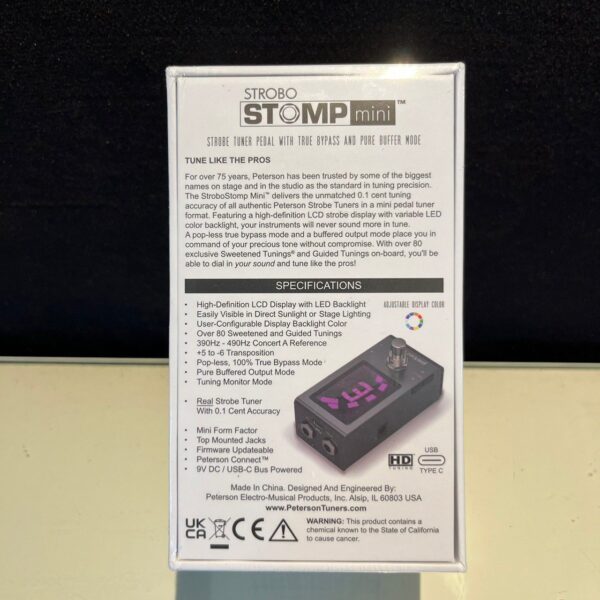 STROBO
STOMP mini™
STROBE TUNER PEDAL WITH TRUE BYPASS AND PURE BUFFER MODE
TUNE LIKE THE PROS
For over 75 years, Peterson has been trusted by some of the biggest
names on stage and in the studio as the standard in tuning precision.
The StroboStomp Mini™ delivers the unmatched 0.1 cent tuning
accuracy of all authentic Peterson Strobe Tuners in a mini pedal tuner
format. Featuring a high-definition LCD strobe display with variable LED
color backlight, your instruments will never sound more in tune.
A pop-less true bypass mode and a buffered output mode place you in
command of your precious tone without compromise. With over 80
exclusive Sweetened Tunings® and Guided Tunings on-board, you'll be
able to dial in your sound and tune like the pros!
SPECIFICATIONS
• High-Definition LCD Display with LED Backlight
• Easily Visible in Direct Sunlight or Stage Lighting
• User-Configurable Display Backlight Color
• Over 80 Sweetened and Guided Tunings
• 390Hz - 490Hz Concert A Reference
• +5 to -6 Transposition
• Pop-less, 100% True Bypass Mode
• Pure Buffered Output Mode
• Tuning Monitor Mode
• Real Strobe Tuner
With 0.1 Cent Accuracy
• Mini Form Factor
• Top Mounted Jacks
• Firmware Updateable
• Peterson Connect™
• 9V DC / USB-C Bus Powered
ADJUSTABLE DISPLAY COLOR
E
HD
TUNING
USB
TYPE C
Made In China. Designed And Engineered By:
Peterson Electro-Musical Products, Inc. Alsip, IL 60803 USA
www.PetersonTuners.com
UK
CA
CE
WARNING: This product contains a
chemical known to the State of California
to cause cancer.